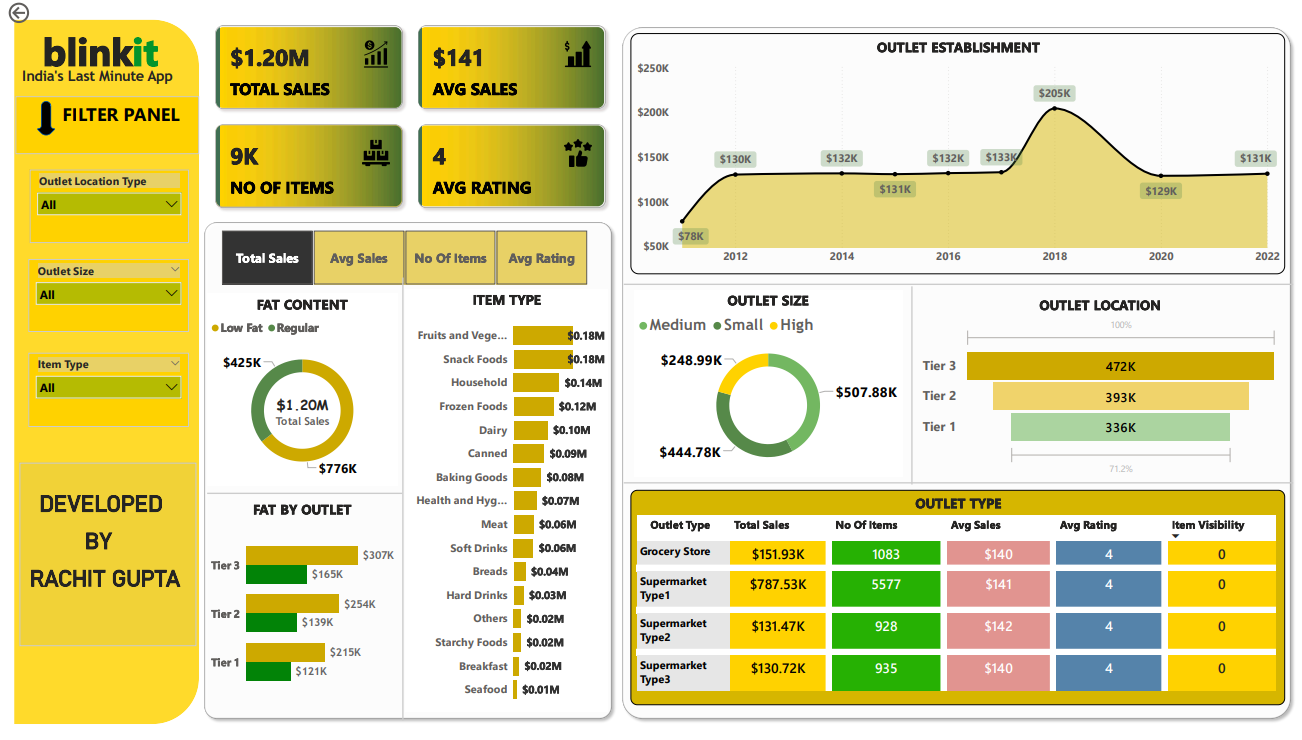 blinkit
India's Last Minute App
FILTER PANEL
Outlet Location Type
All
Outlet Size
All
Item Type
All
DEVELOPED
BY
RACHIT GUPTA
$1.20M
TOTAL SALES
$141
AVG SALES
9K
NO OF ITEMS
4
AVG RATING
Total Sales
Avg Sales
No Of Items
Avg Rating
FAT CONTENT
Low Fat
Regular
$425K
$1.20M
Total Sales
$776K
FAT BY OUTLET
Tier 3
$307K
$165K
Tier 2
$254K
$139K
Tier 1
$215K
$121K
ITEM TYPE
Fruits and Vege... $0.18M
Snack Foods $0.18M
Household $0.14M
Frozen Foods $0.12M
Dairy $0.10M
Canned $0.09M
Baking Goods $0.08M
Health and Hyg... $0.07M
Meat $0.06M
Soft Drinks $0.06M
Breads $0.04M
Hard Drinks $0.03M
Others $0.02M
Starchy Foods $0.02M
Breakfast $0.02M
Seafood $0.01M
OUTLET ESTABLISHMENT
$250K
$200K
$150K
$100K
$50K
$78K
$130K
$132K
$131K
$132K
$133K
$205K
$129K
$131K
2012 2014 2016 2018 2020 2022
OUTLET SIZE
Medium Small High
$248.99K
$507.88K
$444.78K
OUTLET LOCATION
100%
Tier 3 472K
Tier 2 393K
Tier 1 336K
71.2%
OUTLET TYPE
Outlet Type Total Sales No Of Items Avg Sales Avg Rating Item Visibility
Grocery Store $151.93K 1083 $140 4 0
Supermarket
Type1 $787.53K 5577 $141 4 0
Supermarket
Type2 $131.47K 928 $142 4 0
Supermarket
Type3 $130.72K 935 $140 4 0